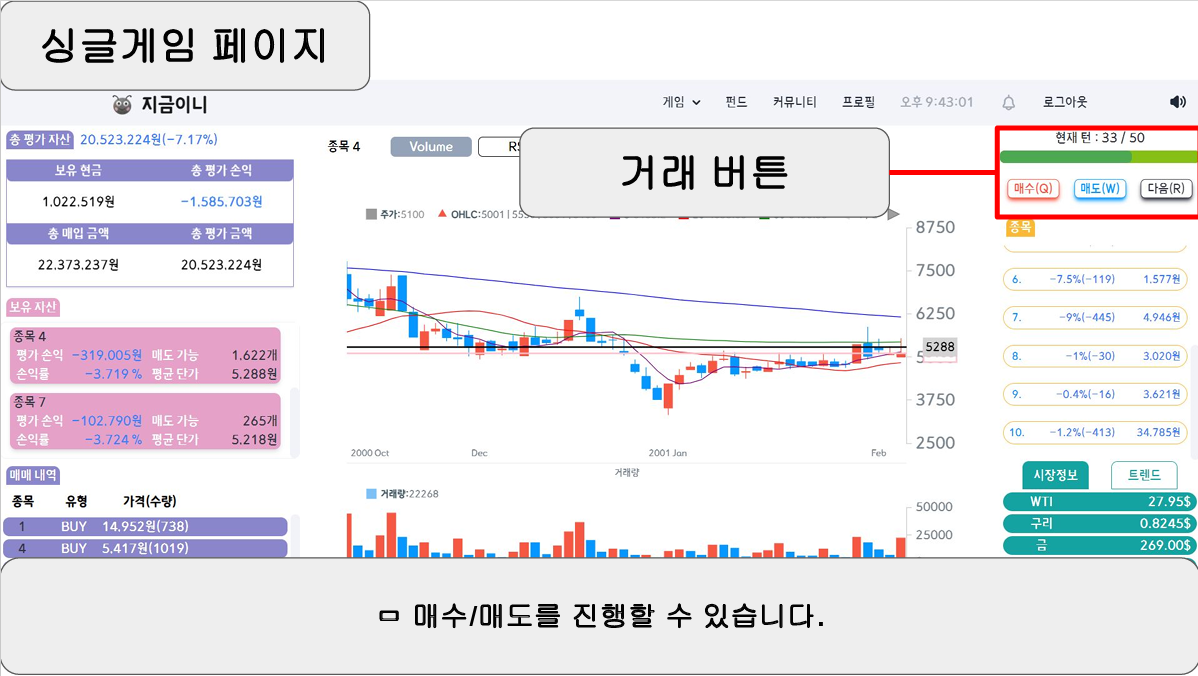 싱글게임 페이지
지금이니
게임 펀드 커뮤니티 프로필 오후 9:43:01 로그아웃
총 평가 자산 20.523.224원(-7.17%)
보유 현금 총 평가 손익
1.022.519원 -1.585.703원
총 매입 금액 총 평가 금액
22.373.237원 20.523.224원
보유 자산
종목 4
평가 손익 -319.005원 매도 가능 1.622개
손익률 -3.719 % 평균 단가 5.288원
종목 7
평가 손익 -102.790원 매도 가능 265개
손익률 -3.724 % 평균 단가 5.218원
매매 내역
종목 유형 가격(수량)
1 BUY 14.952원(738)
4 BUY 5.417원(1019)
종목 4 Volume
거래 버튼
주가:5100 OHLC:5001
8750
7500
6250
5288
3750
2500
2000 Oct Dec 2001 Jan Feb
거래량
거래량:22268
50000
25000
현재 턴 : 33 / 50
매수(Q) 매도(W) 다음(R)
종목
6. -7.5%(-119) 1.577원
7. -9%(-445) 4.946원
8. -1%(-30) 3.020원
9. -0.4%(-16) 3.621원
10. -1.2%(-413) 34.785원
시장정보 트렌드
WTI 27.95$
구리 0.8245$
금 269.00$
ㅁ 매수/매도를 진행할 수 있습니다.